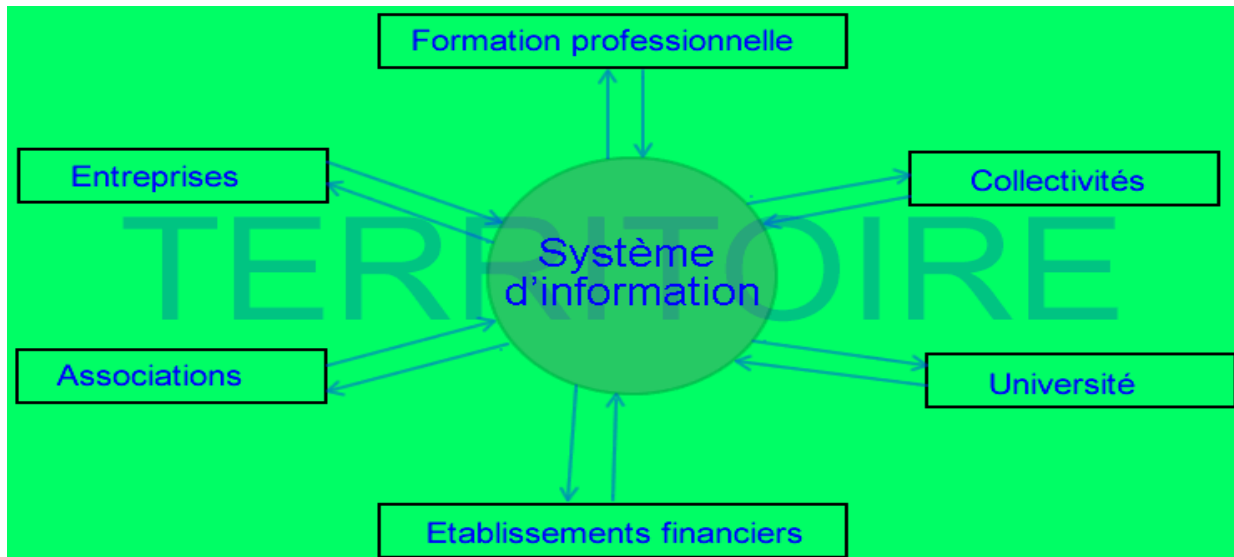 Formation professionnelle
Entreprises
Collectivités
TERRITOIRE
Système
d'information
Associations
Université
Etablissements financiers